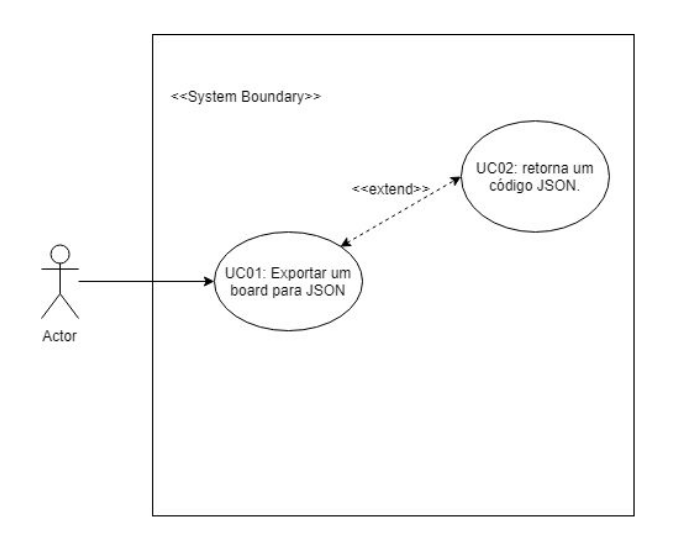 <<System Boundary>>
UC02: retorna um
código JSON.
<<extend>>
UC01: Exportar um
board para JSON
Actor